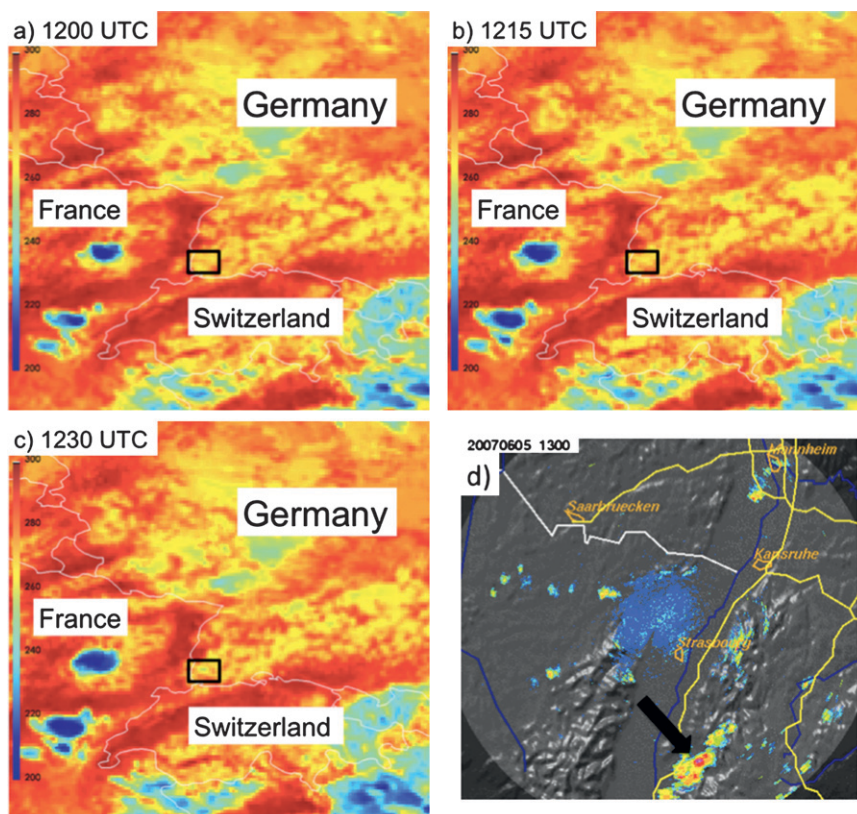 a) 1200 UTC
300
280
260
240
220
200
Germany
France
Switzerland
b) 1215 UTC
300
280
260
240
220
200
Germany
France
Switzerland
c) 1230 UTC
300
280
260
240
220
200
Germany
France
Switzerland
20070605 1300
d)
Mannheim
Saarbruecken
Karlsruhe
Strasbourg